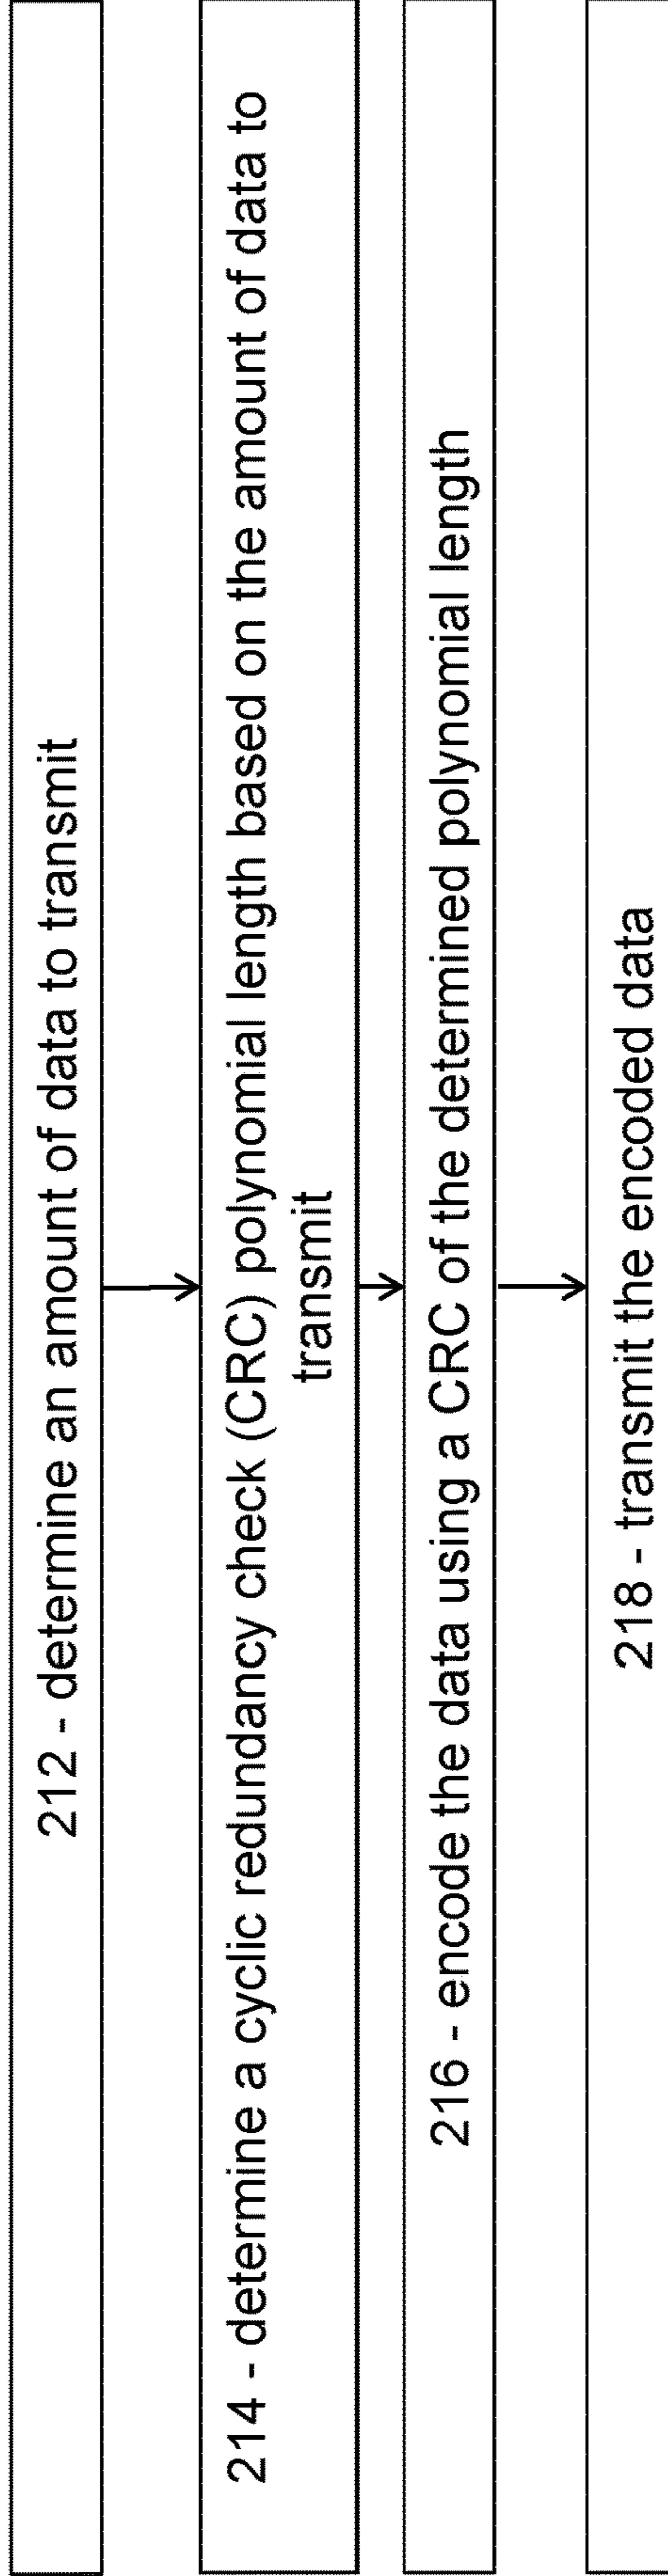 212 - determine an amount of data to transmit
214 - determine a cyclic redundancy check (CRC) polynomial length based on the amount of data to
transmit
216 - encode the data using a CRC of the determined polynomial length
218 - transmit the encoded data